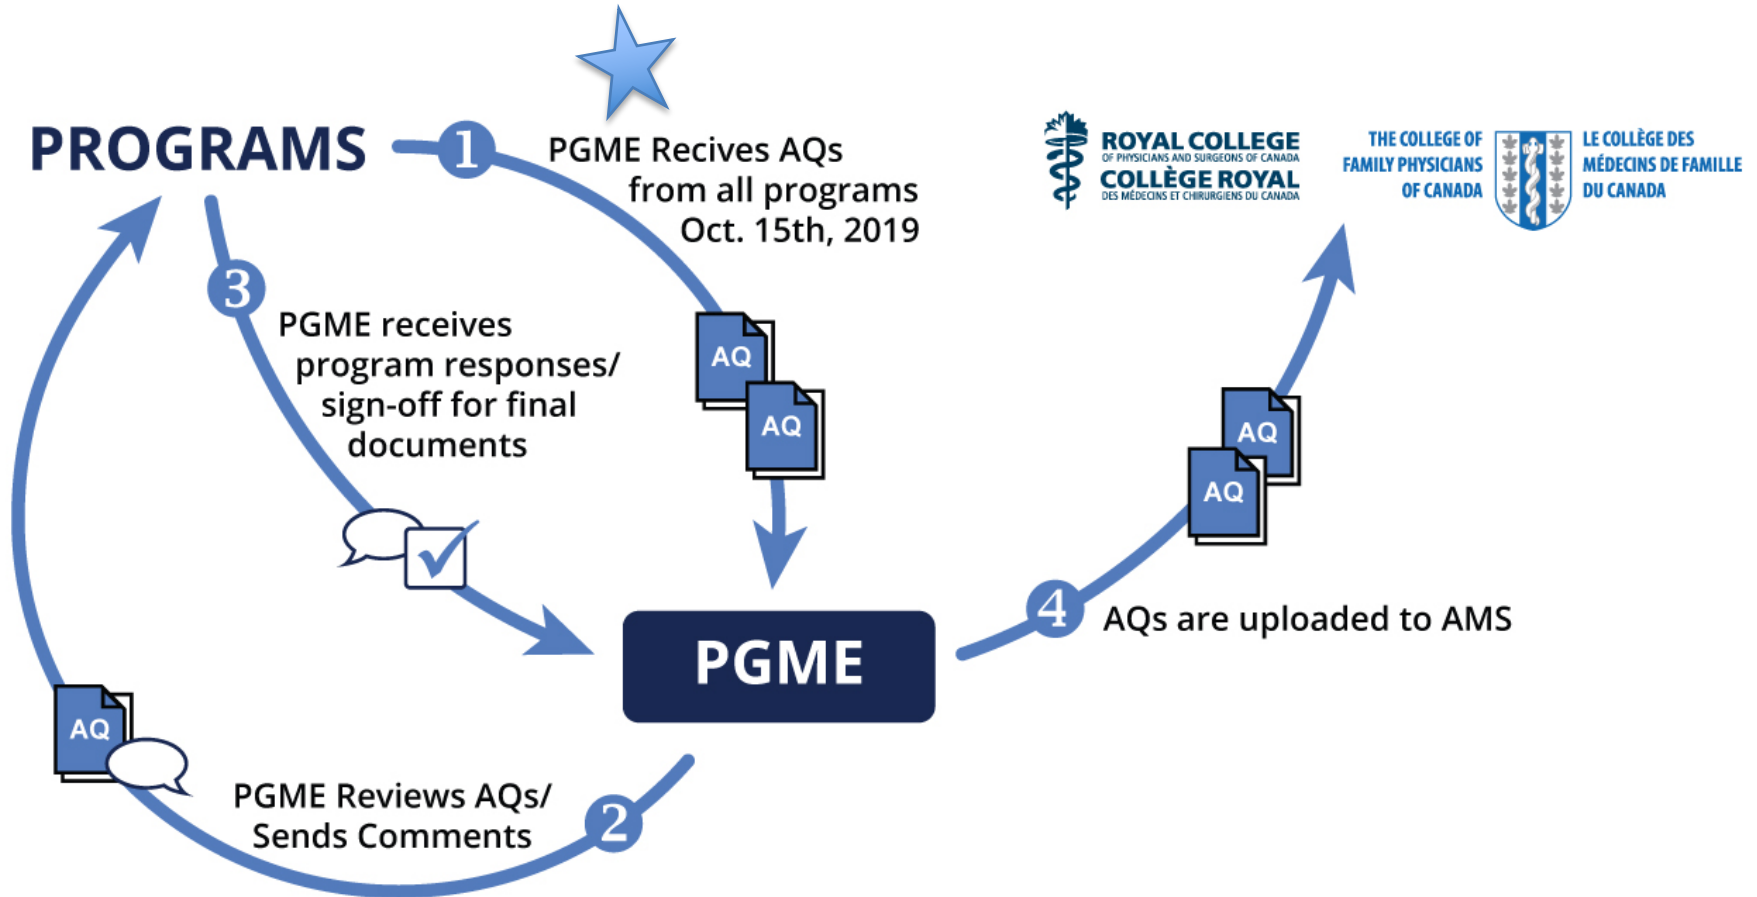 PROGRAMS
1
PGME Recives AQs
from all programs
Oct. 15th, 2019
ROYAL COLLEGE
OF PHYSICIANS AND SURGEONS OF CANADA
COLLÈGE ROYAL
DES MÉDECINS ET CHIRURGIENS DU CANADA
THE COLLEGE OF
FAMILY PHYSICIANS
OF CANADA
LE COLLÈGE DES
MÉDECINS DE FAMILLE
DU CANADA
3
PGME receives
program responses/
sign-off for final
documents
AQ
AQ
AQ
AQ
PGME
4
AQs are uploaded to AMS
AQ
PGME Reviews AQs/
Sends Comments
2